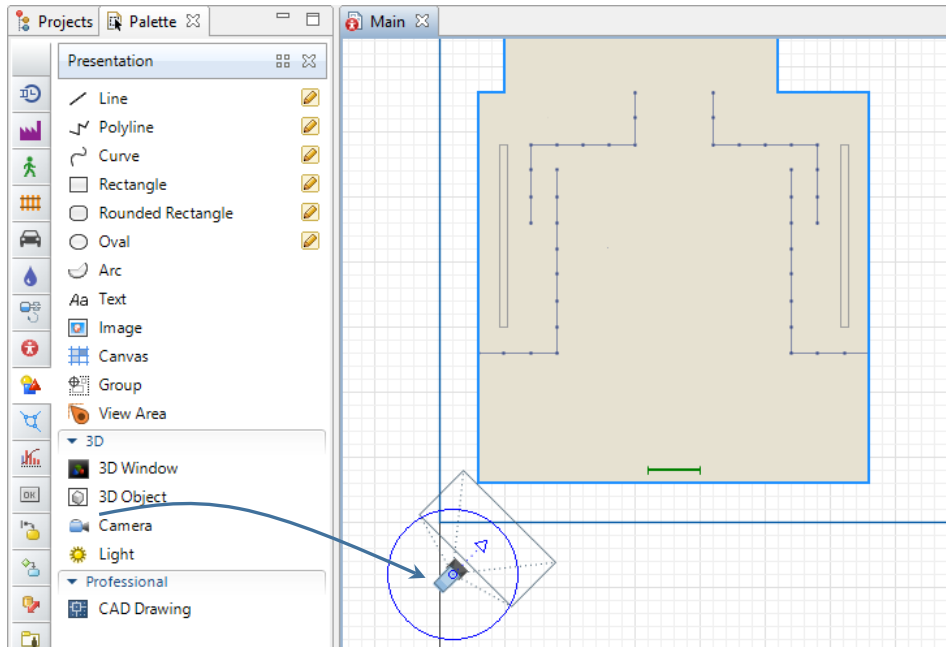 Projects
Palette
Main
Presentation
Line
Polyline
Curve
Rectangle
Rounded Rectangle
Oval
Arc
Aa Text
Image
Canvas
Group
View Area
3D
3D Window
3D Object
Camera
Light
OK
Professional
CAD Drawing